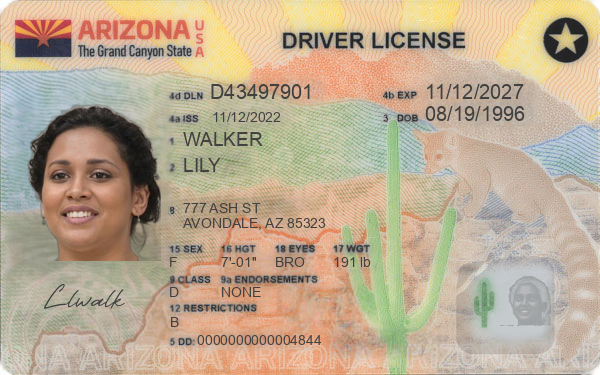 ARIZONA USA
The Grand Canyon State
DRIVER LICENSE
4d DLN D43497901 4b EXP 11/12/2027
4a ISS 11/12/2022 3 DOB 08/19/1996
1 WALKER
2 LILY
8 777 ASH ST
AVONDALE, AZ 85323
15 SEX 16 HGT 18 EYES 17 WGT
F 7'-01" BRO 191 lb
9 CLASS 9a ENDORSEMENTS
D NONE
12 RESTRICTIONS
B
5 DD: 0000000000004844
Llwalk
ARIZONA ARIZONA ARIZONA ARIZONA